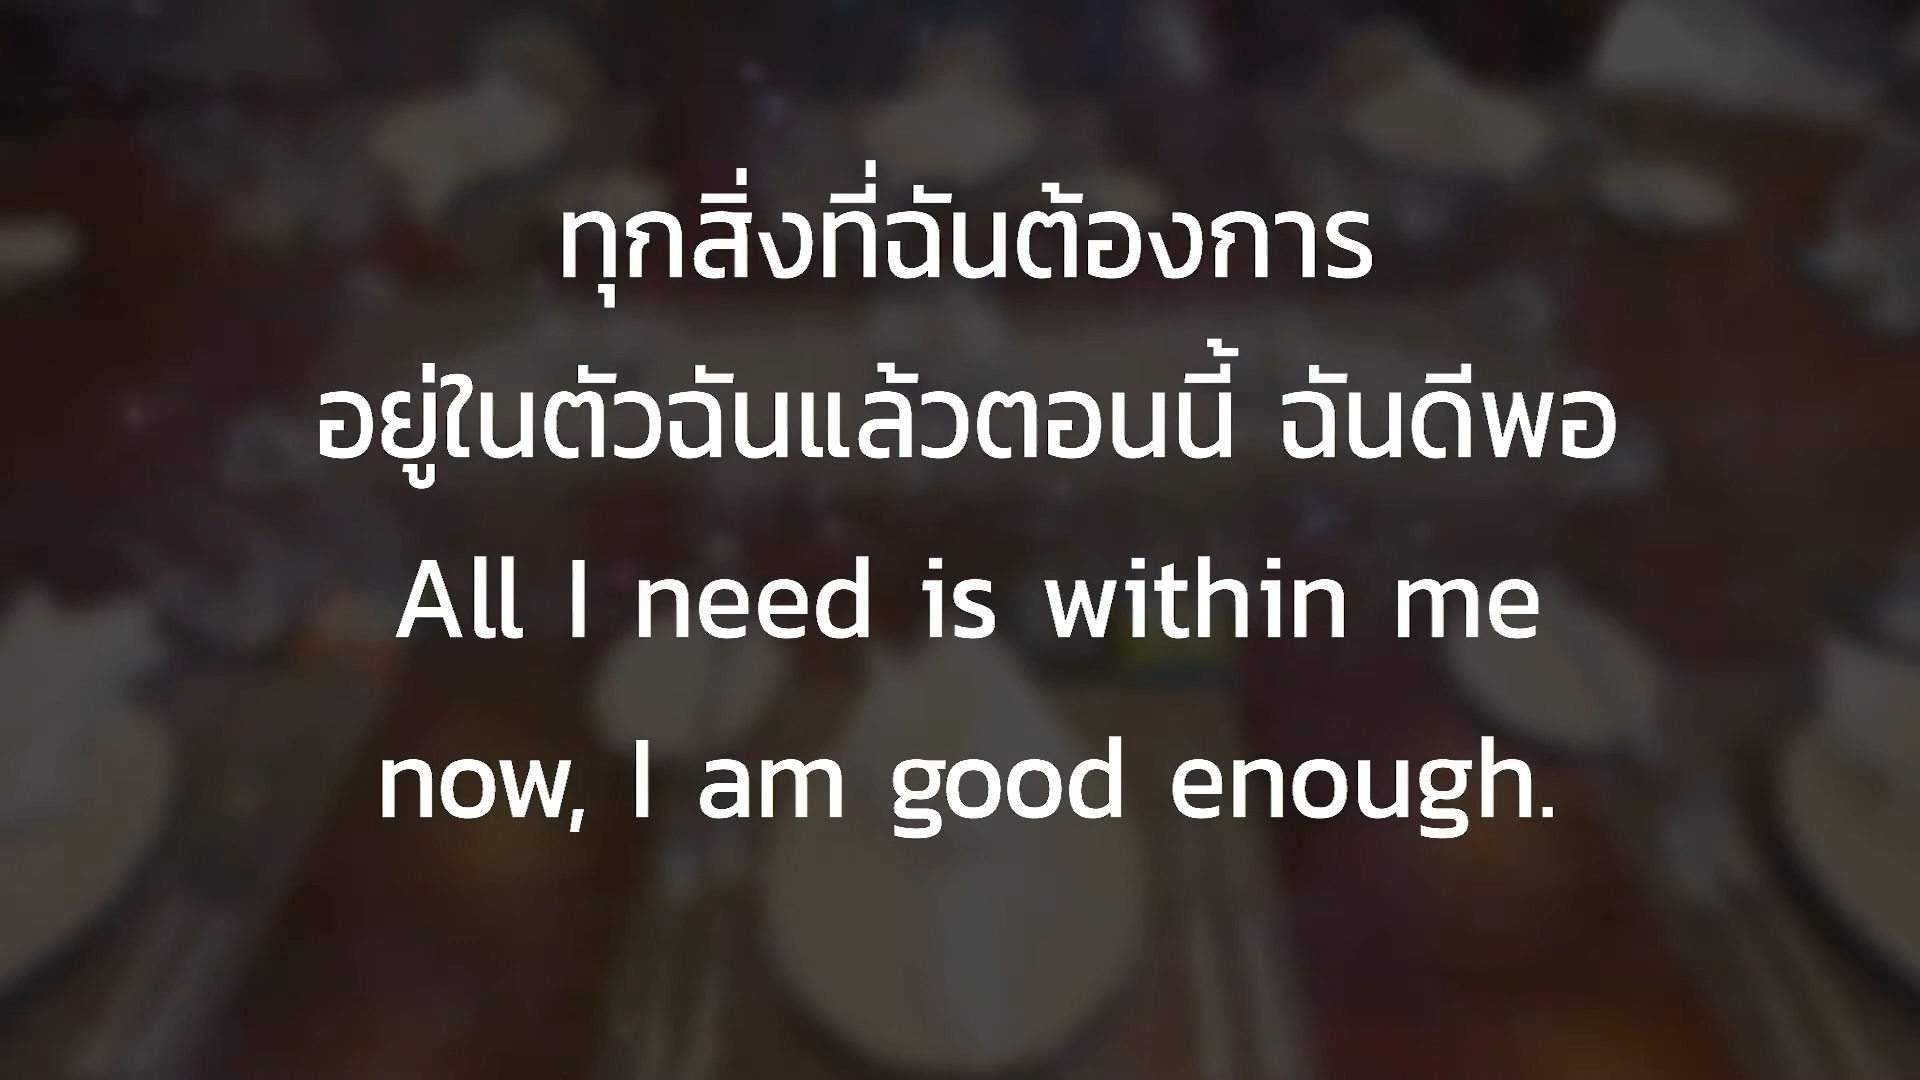 ทุกสิ่งที่ฉันต้องการ
อยู่ในตัวฉันแล้วตอนนี้ ฉันดีพอ
All I need is within me
now, I am good enough.